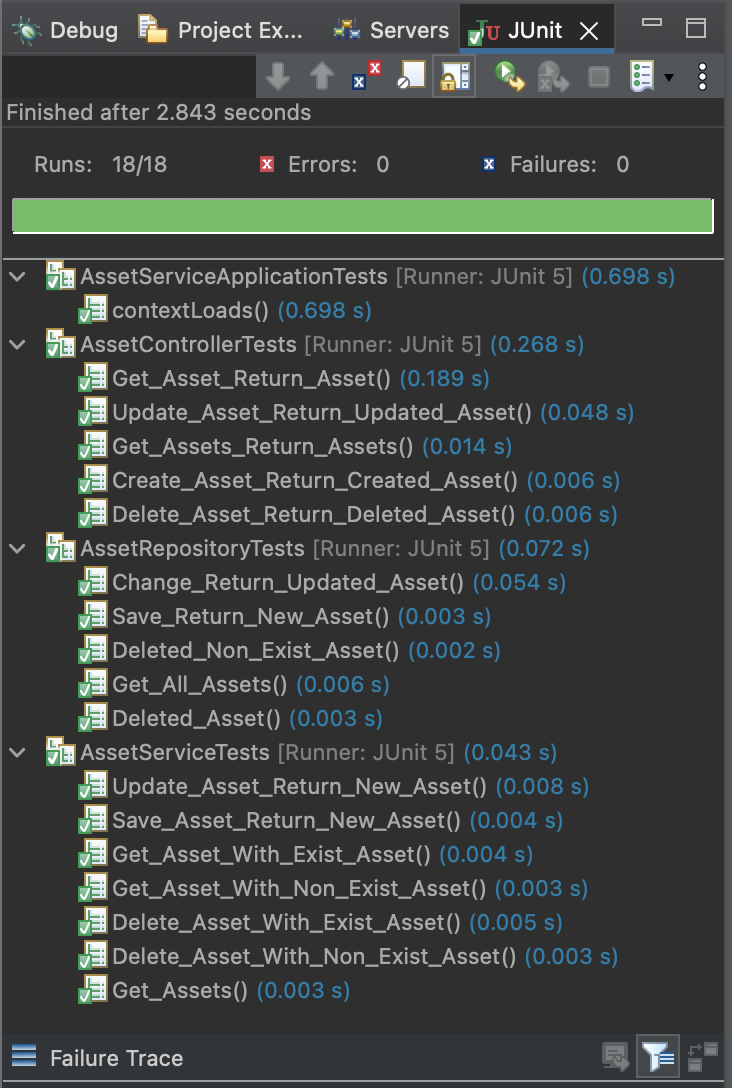 Debug Project Ex... Servers JUnit
Finished after 2.843 seconds
Runs: 18/18 Errors: 0 Failures: 0
AssetServiceApplicationTests [Runner: JUnit 5] (0.698 s)
contextLoads() (0.698 s)
AssetControllerTests [Runner: JUnit 5] (0.268 s)
Get_Asset_Return_Asset() (0.189 s)
Update_Asset_Return_Updated_Asset() (0.048 s)
Get_Assets_Return_Assets() (0.014 s)
Create_Asset_Return_Created_Asset() (0.006 s)
Delete_Asset_Return_Deleted_Asset() (0.006 s)
AssetRepositoryTests [Runner: JUnit 5] (0.072 s)
Change_Return_Updated_Asset() (0.054 s)
Save_Return_New_Asset() (0.003 s)
Deleted_Non_Exist_Asset() (0.002 s)
Get_All_Assets() (0.006 s)
Deleted_Asset() (0.003 s)
AssetServiceTests [Runner: JUnit 5] (0.043 s)
Update_Asset_Return_New_Asset() (0.008 s)
Save_Asset_Return_New_Asset() (0.004 s)
Get_Asset_With_Exist_Asset() (0.004 s)
Get_Asset_With_Non_Exist_Asset() (0.003 s)
Delete_Asset_With_Exist_Asset() (0.005 s)
Delete_Asset_With_Non_Exist_Asset() (0.003 s)
Get_Assets() (0.003 s)
Failure Trace